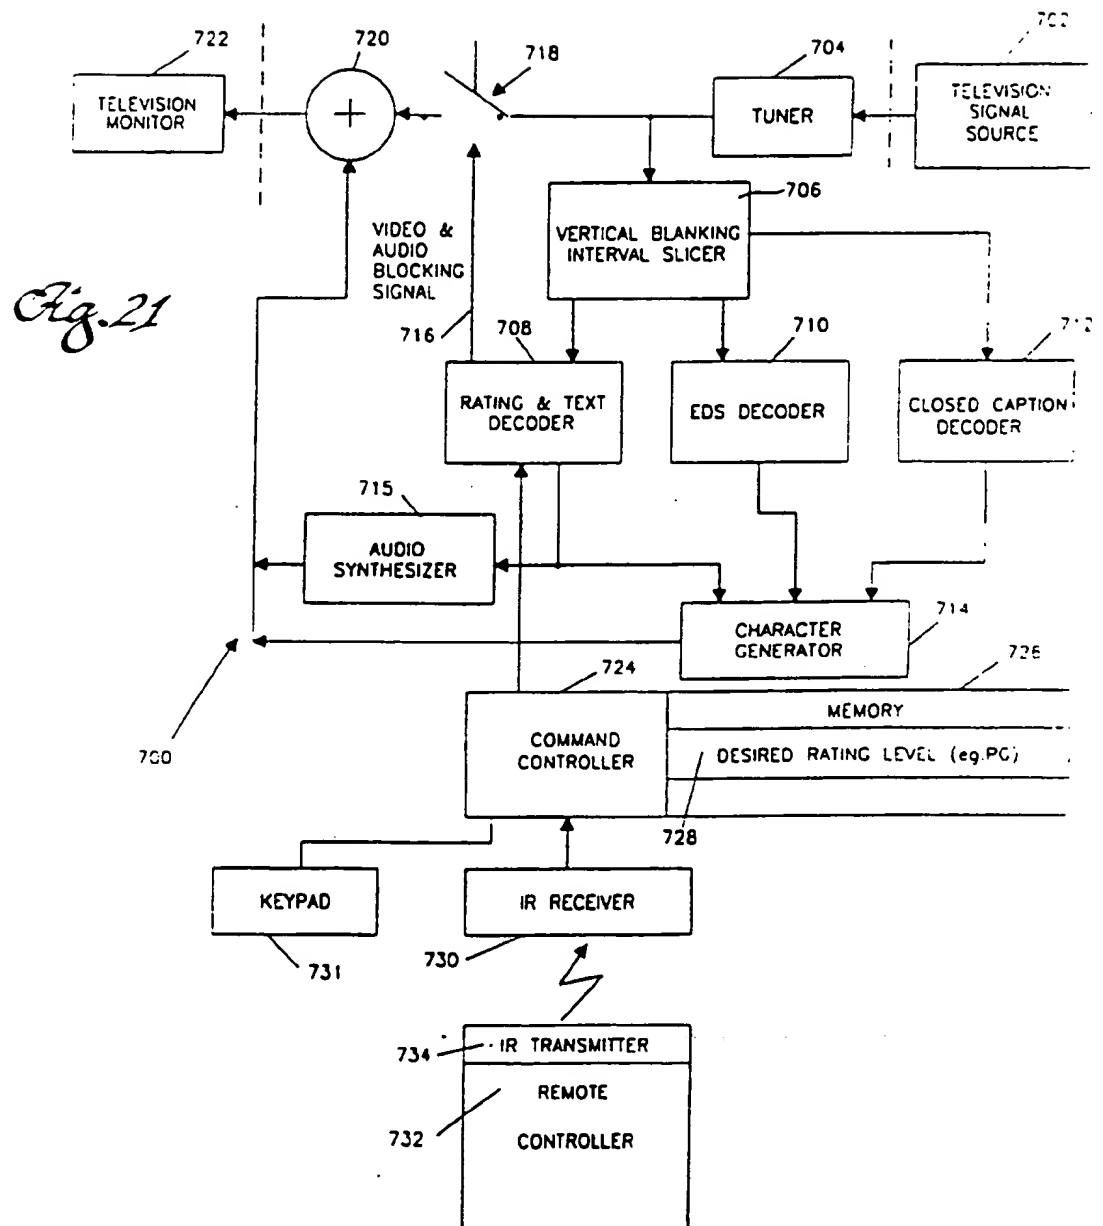 722
720
718
704
702
TELEVISION
MONITOR
+
TUNER
TELEVISION
SIGNAL
SOURCE
706
VERTICAL BLANKING
INTERVAL SLICER
VIDEO &
AUDIO
BLOCKING
SIGNAL
Fig. 21
716
708
710
712
RATING & TEXT
DECODER
EDS DECODER
CLOSED CAPTION
DECODER
715
AUDIO
SYNTHESIZER
CHARACTER
GENERATOR
714
724
726
700
COMMAND
CONTROLLER
MEMORY
DESIRED RATING LEVEL (eg.PG)
728
KEYPAD
IR RECEIVER
731
730
734
IR TRANSMITTER
REMOTE
732
CONTROLLER